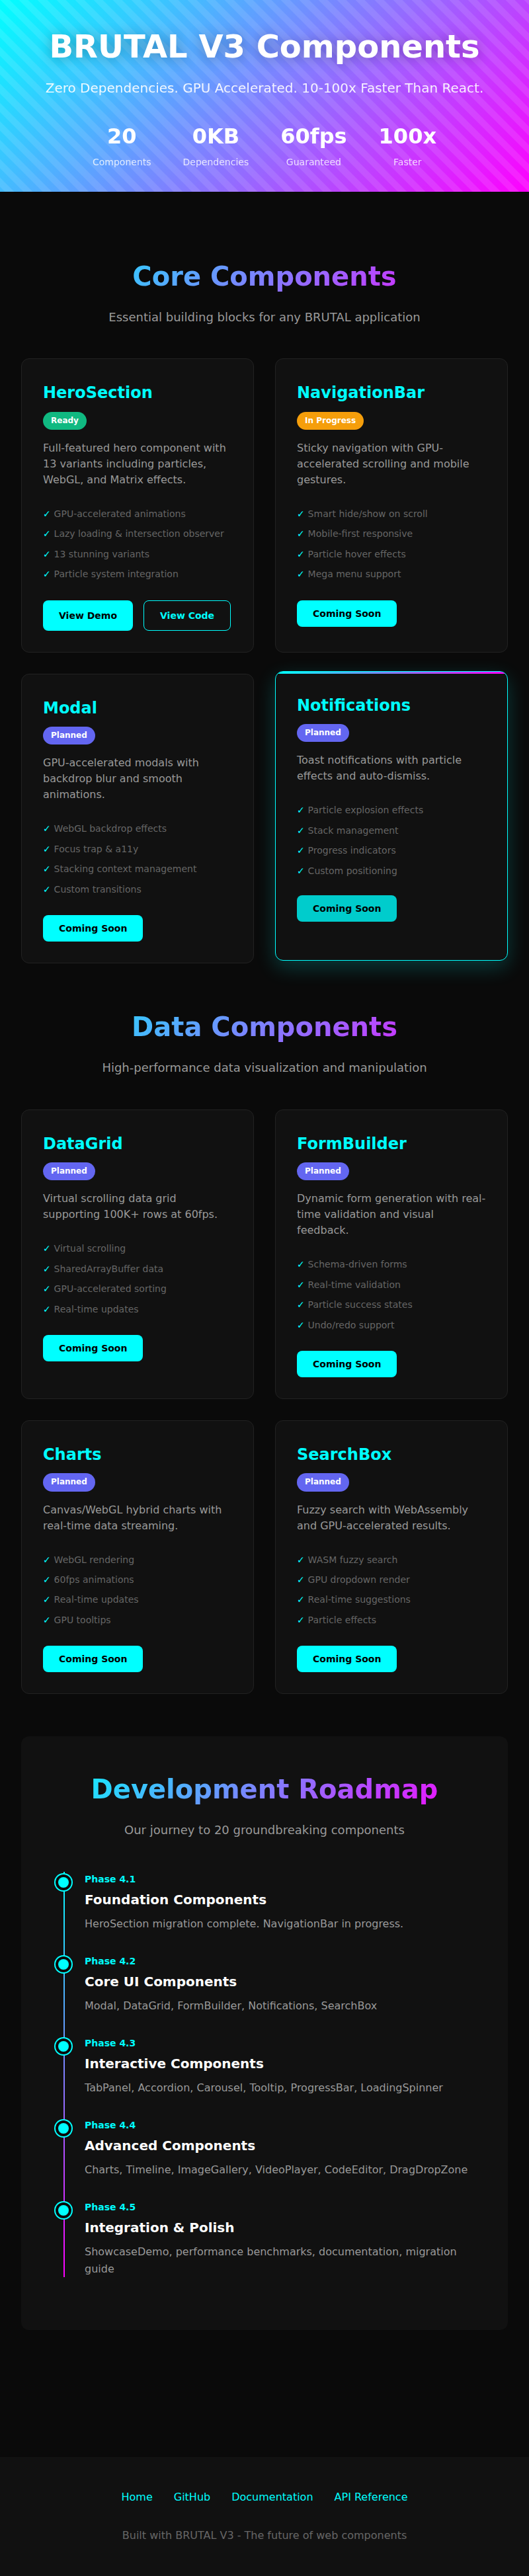 BRUTAL V3 Components
Zero Dependencies. GPU Accelerated. 10-100x Faster Than React.
20
Components
0KB
Dependencies
60fps
Guaranteed
100x
Faster
Core Components
Essential building blocks for any BRUTAL application
HeroSection
Ready
Full-featured hero component with
13 variants including particles,
WebGL, and Matrix effects.
✓ GPU-accelerated animations
✓ Lazy loading & intersection observer
✓ 13 stunning variants
✓ Particle system integration
View Demo
View Code
NavigationBar
In Progress
Sticky navigation with GPU-
accelerated scrolling and mobile
gestures.
✓ Smart hide/show on scroll
✓ Mobile-first responsive
✓ Particle hover effects
✓ Mega menu support
Coming Soon
Modal
Planned
GPU-accelerated modals with
backdrop blur and smooth
animations.
✓ WebGL backdrop effects
✓ Focus trap & a11y
✓ Stacking context management
✓ Custom transitions
Coming Soon
Notifications
Planned
Toast notifications with particle
effects and auto-dismiss.
✓ Particle explosion effects
✓ Stack management
✓ Progress indicators
✓ Custom positioning
Coming Soon
Data Components
High-performance data visualization and manipulation
DataGrid
Planned
Virtual scrolling data grid
supporting 100K+ rows at 60fps.
✓ Virtual scrolling
✓ SharedArrayBuffer data
✓ GPU-accelerated sorting
✓ Real-time updates
Coming Soon
FormBuilder
Planned
Dynamic form generation with real-
time validation and visual
feedback.
✓ Schema-driven forms
✓ Real-time validation
✓ Particle success states
✓ Undo/redo support
Coming Soon
Charts
Planned
Canvas/WebGL hybrid charts with
real-time data streaming.
✓ WebGL rendering
✓ 60fps animations
✓ Real-time updates
✓ GPU tooltips
Coming Soon
SearchBox
Planned
Fuzzy search with WebAssembly
and GPU-accelerated results.
✓ WASM fuzzy search
✓ GPU dropdown render
✓ Real-time suggestions
✓ Particle effects
Coming Soon
Development Roadmap
Our journey to 20 groundbreaking components
Phase 4.1
Foundation Components
HeroSection migration complete. NavigationBar in progress.
Phase 4.2
Core UI Components
Modal, DataGrid, FormBuilder, Notifications, SearchBox
Phase 4.3
Interactive Components
TabPanel, Accordion, Carousel, Tooltip, ProgressBar, LoadingSpinner
Phase 4.4
Advanced Components
Charts, Timeline, ImageGallery, VideoPlayer, CodeEditor, DragDropZone
Phase 4.5
Integration & Polish
ShowcaseDemo, performance benchmarks, documentation, migration
guide
Home GitHub Documentation API Reference
Built with BRUTAL V3 - The future of web components